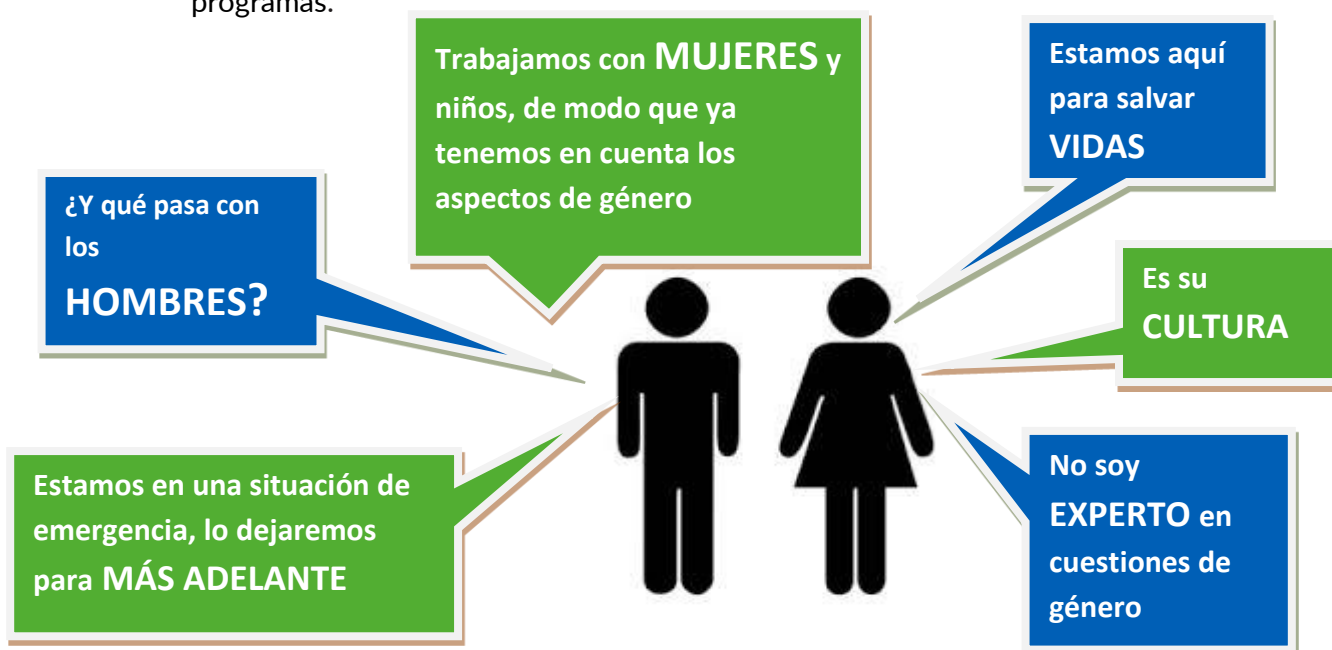 programas.
Trabajamos con MUJERES y
niños, de modo que ya
tenemos en cuenta los
aspectos de género
Estamos aquí
para salvar
VIDAS
¿Y qué pasa con
los
HOMBRES?
Es su
CULTURA
Estamos en una situación de
emergencia, lo dejaremos
para MÁS ADELANTE
No soy
EXPERTO en
cuestiones de
género